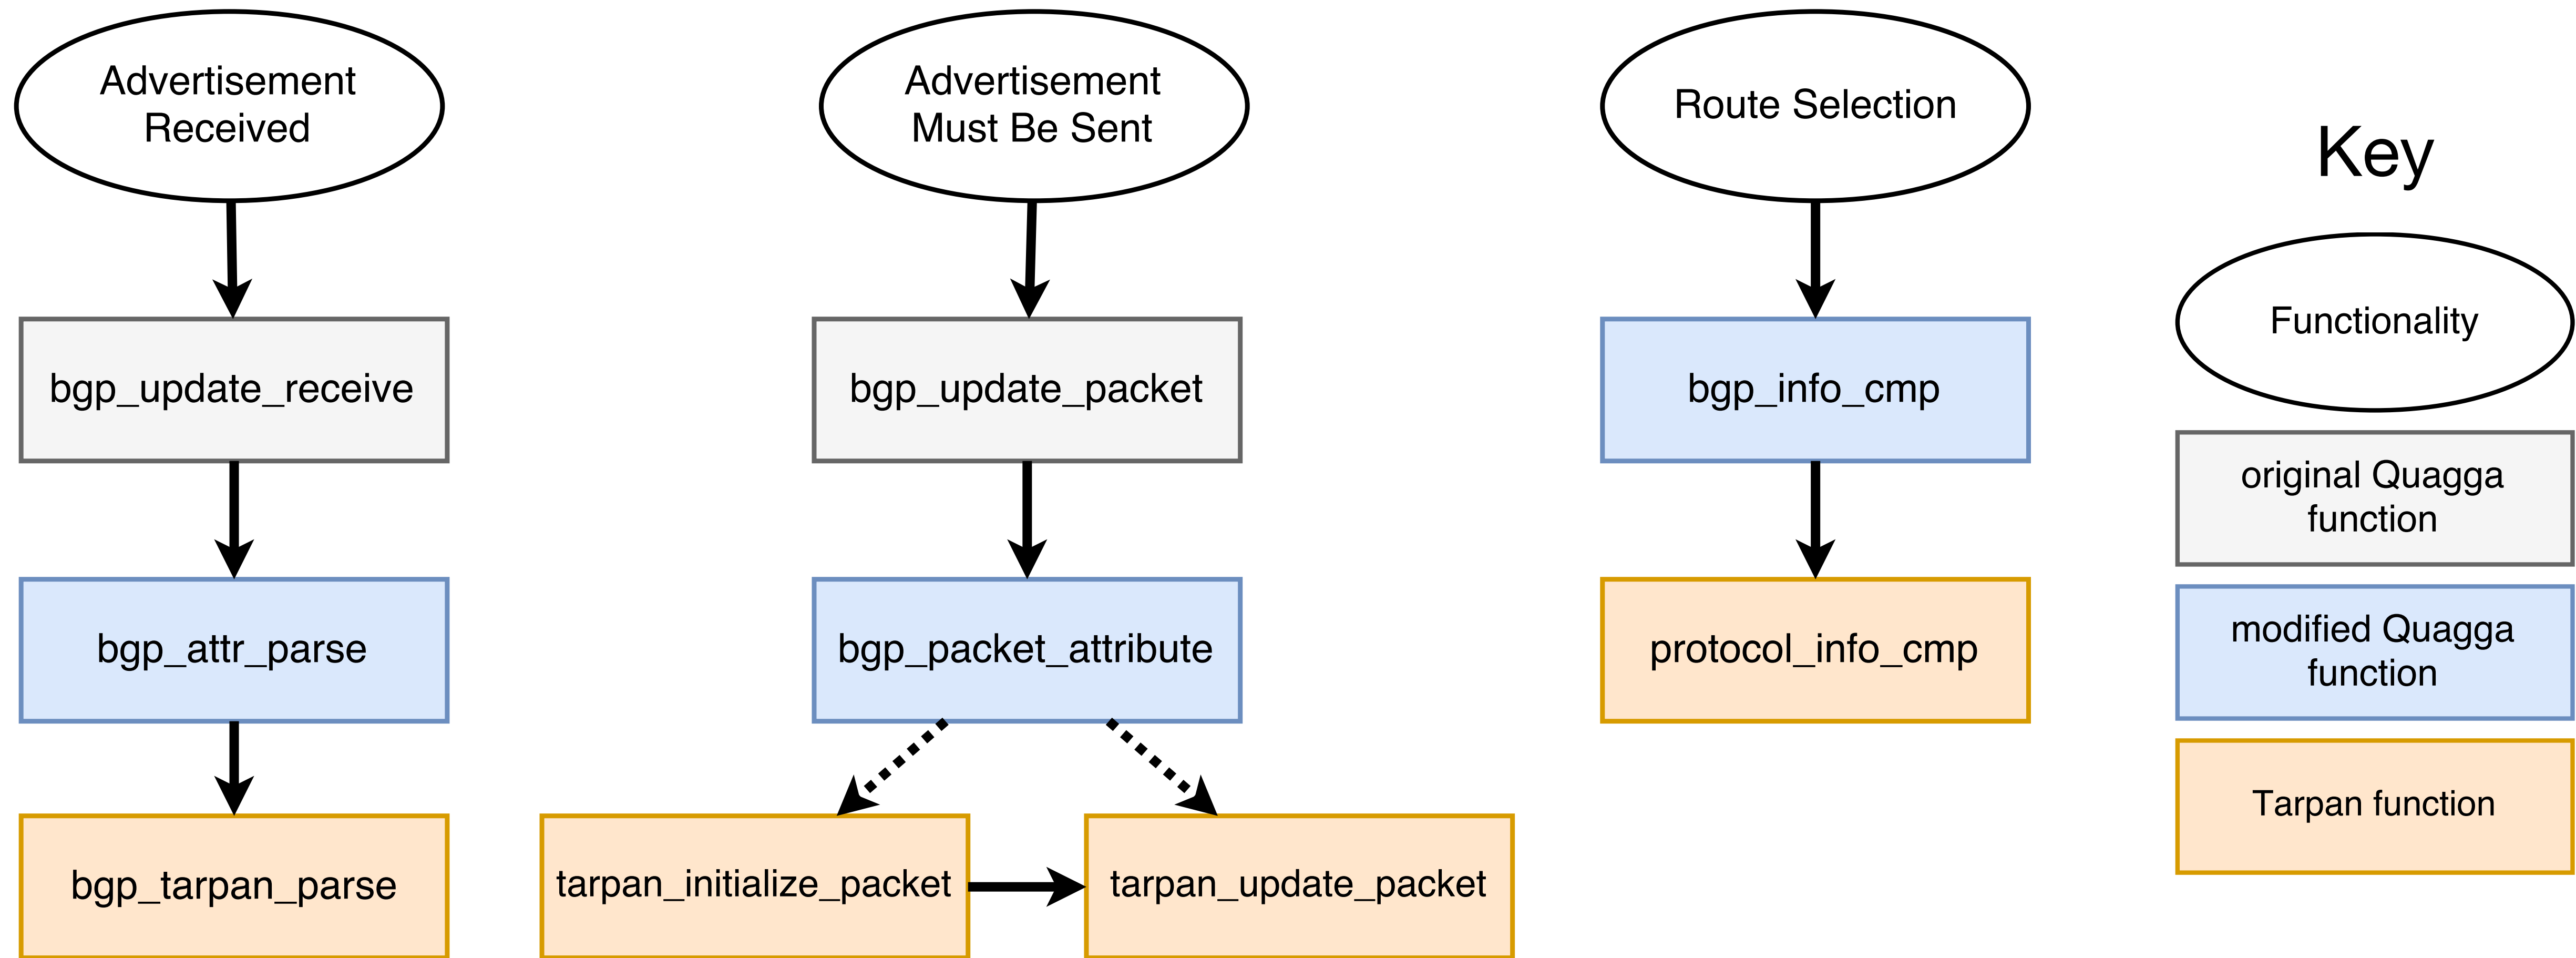 Advertisement
Received
bgp_update_receive
bgp_attr_parse
bgp_tarpan_parse
Advertisement
Must Be Sent
bgp_update_packet
bgp_packet_attribute
tarpan_initialize_packet
tarpan_update_packet
Route Selection
bgp_info_cmp
protocol_info_cmp
Key
Functionality
original Quagga
function
modified Quagga
function
Tarpan function